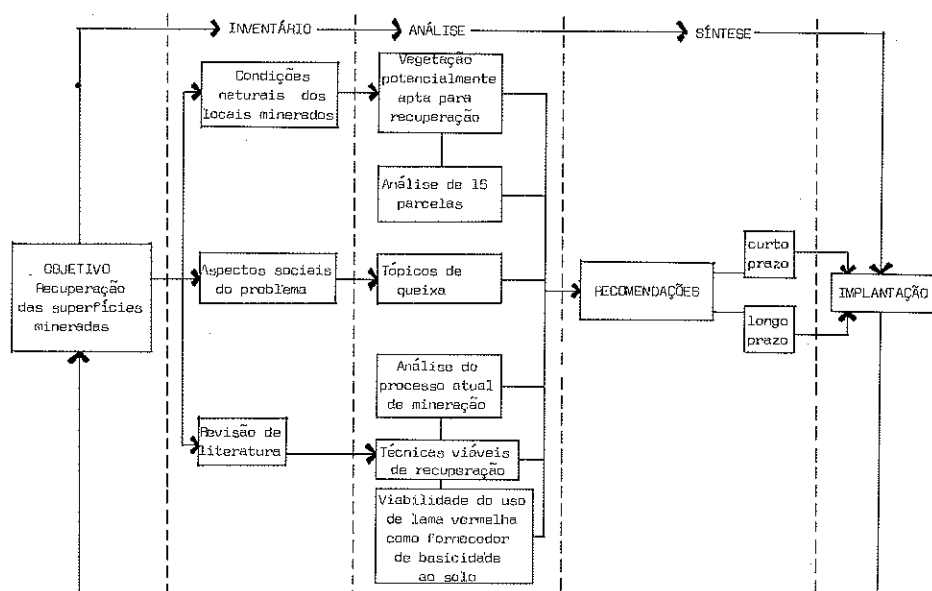 INVENTÁRIO
ANÁLISE
SÍNTESE
Condições
naturais dos
locais minerados
Vegetação
potencialmente
apta para
recuperação
Análise de 15
parcelas
OBJETIVO
Recuperação
das superfícies
mineradas
Aspectos sociais
do problema
Tópicos de
queixa
RECOMENDAÇÕES
curto
prazo
longo
prazo
IMPLANTAÇÃO
Análise do
processo atual
de mineração
Revisão de
literatura
Técnicas viáveis
de recuperação
Viabilidade do uso
de lama vermelha
como fornecedor
de basicidade
ao solo